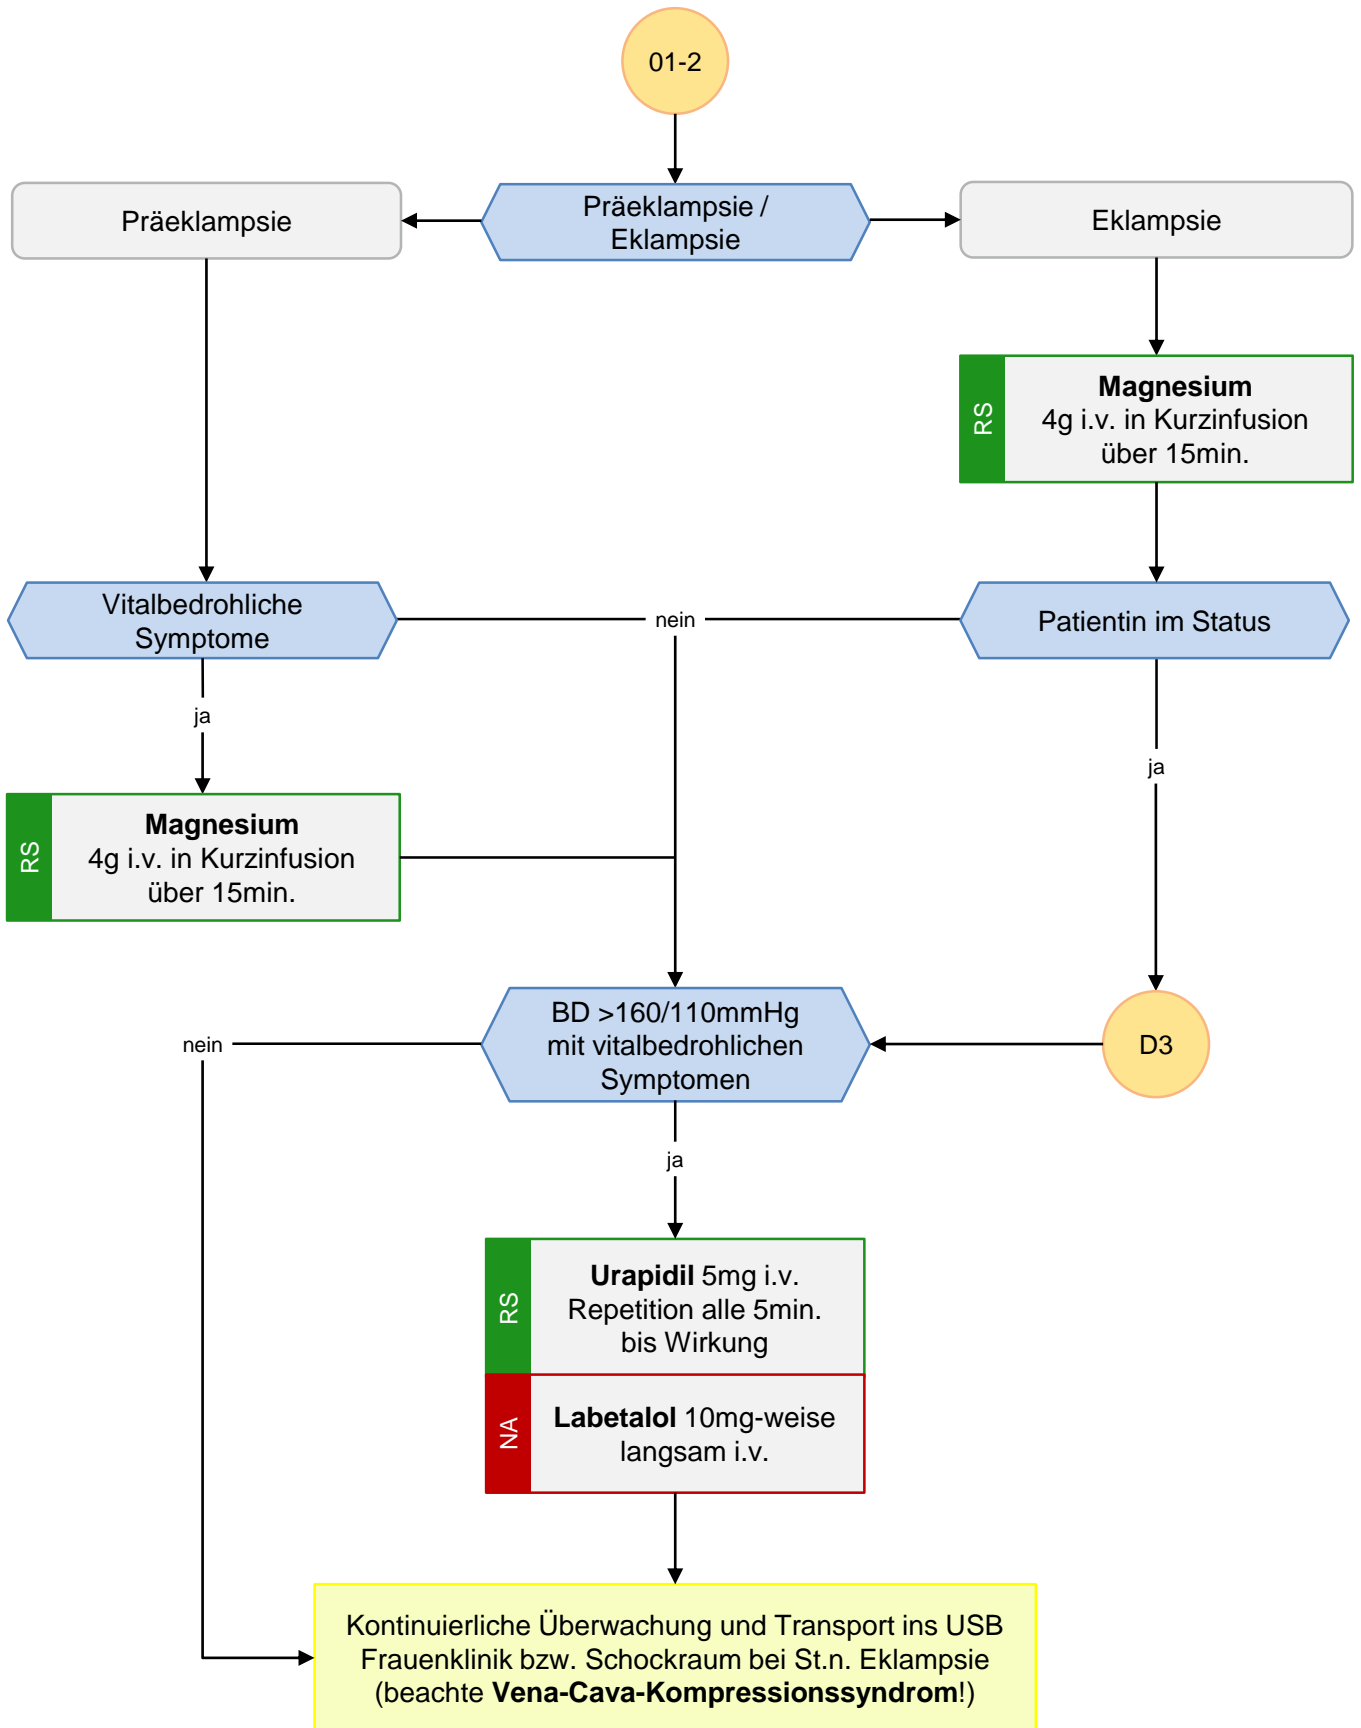 01-2
Präeklampsie
Präeklampsie /
Eklampsie
Eklampsie
RS
Magnesium
4g i.v. in Kurzinfusion
über 15min.
Vitalbedrohliche
Symptome
nein
Patientin im Status
ja
ja
RS
Magnesium
4g i.v. in Kurzinfusion
über 15min.
nein
BD >160/110mmHg
mit vitalbedrohlichen
Symptomen
D3
ja
RS
Urapidil 5mg i.v.
Repetition alle 5min.
bis Wirkung
NA
Labetalol 10mg-weise
langsam i.v.
Kontinuierliche Überwachung und Transport ins USB
Frauenklinik bzw. Schockraum bei St.n. Eklampsie
(beachte Vena-Cava-Kompressionssyndrom!)